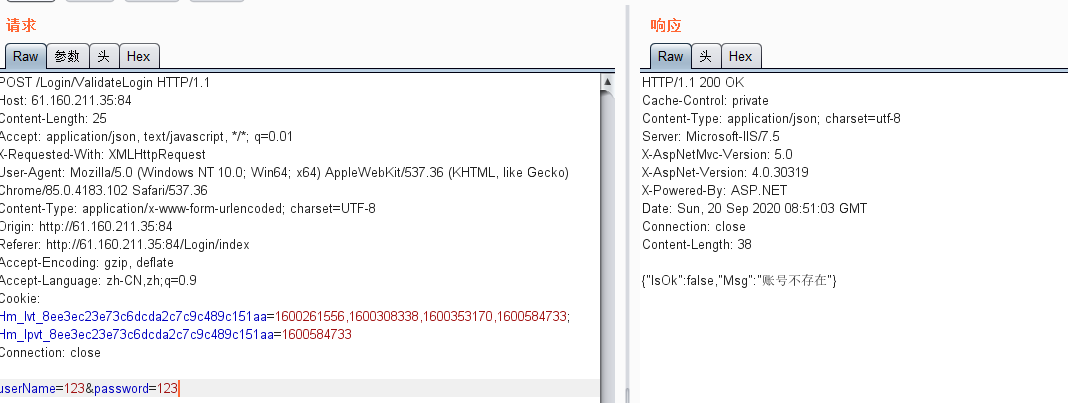 请求
Raw 参数 头 Hex
POST /Login/ValidateLogin HTTP/1.1
Host: 61.160.211.35:84
Content-Length: 25
Accept: application/json, text/javascript, */*; q=0.01
X-Requested-With: XMLHttpRequest
User-Agent: Mozilla/5.0 (Windows NT 10.0; Win64; x64) AppleWebKit/537.36 (KHTML, like Gecko)
Chrome/85.0.4183.102 Safari/537.36
Content-Type: application/x-www-form-urlencoded; charset=UTF-8
Origin: http://61.160.211.35:84
Referer: http://61.160.211.35:84/Login/index
Accept-Encoding: gzip, deflate
Accept-Language: zh-CN,zh;q=0.9
Cookie:
Hm_lvt_8ee3ec23e73c6dcda2c7c9c489c151aa=1600261556,1600308338,1600353170,1600584733;
Hm_lpvt_8ee3ec23e73c6dcda2c7c9c489c151aa=1600584733
Connection: close
userName=123&password=123
响应
Raw 头 Hex
HTTP/1.1 200 OK
Cache-Control: private
Content-Type: application/json; charset=utf-8
Server: Microsoft-IIS/7.5
X-AspNetMvc-Version: 5.0
X-AspNet-Version: 4.0.30319
X-Powered-By: ASP.NET
Date: Sun, 20 Sep 2020 08:51:03 GMT
Connection: close
Content-Length: 38
{"IsOk":false,"Msg":"账号不存在"}